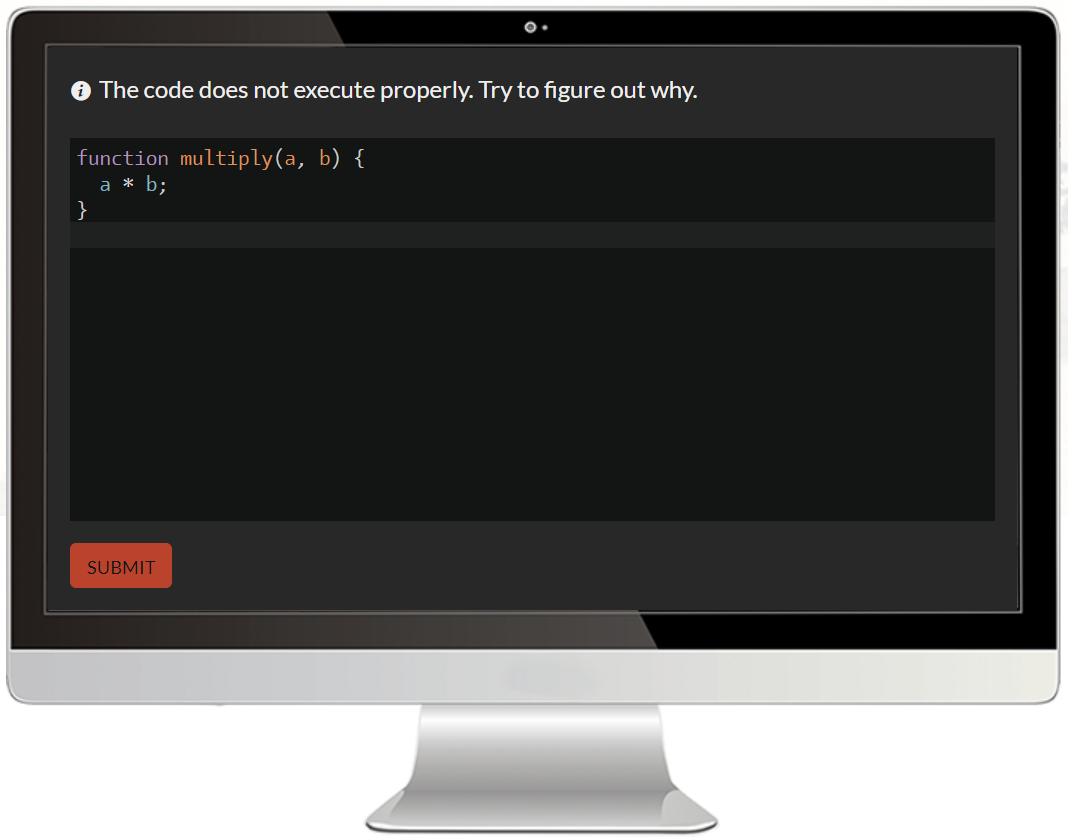 The code does not execute properly. Try to figure out why.
function multiply(a, b) {
  a * b;
}
SUBMIT